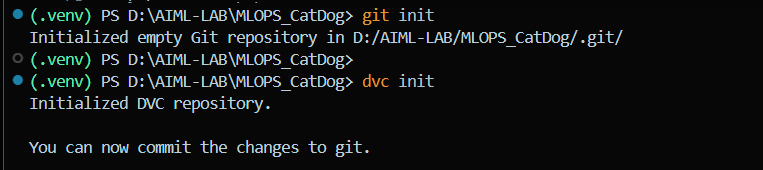 (.venv) PS D:\AIML-LAB\MLOPS_CatDog> git init
Initialized empty Git repository in D:/AIML-LAB/MLOPS_CatDog/.git/
(.venv) PS D:\AIML-LAB\MLOPS_CatDog>
(.venv) PS D:\AIML-LAB\MLOPS_CatDog> dvc init
Initialized DVC repository.
You can now commit the changes to git.